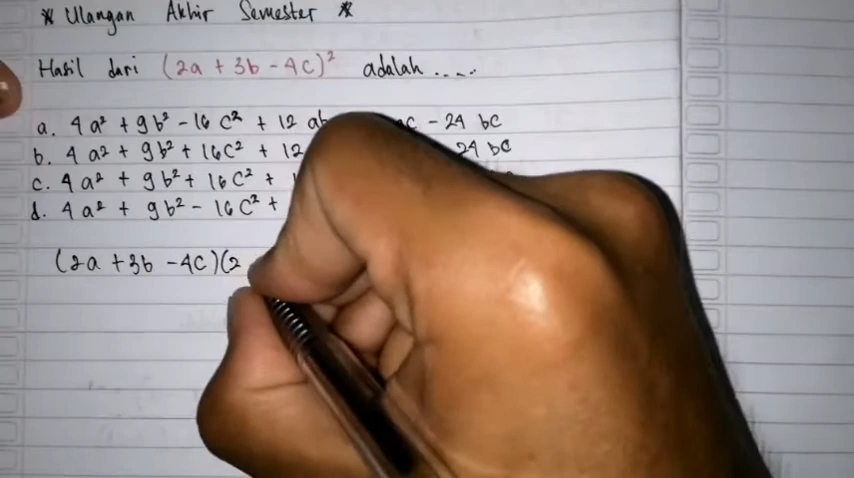 * Ulangan Akhir Semester *
Hasil dari (2a + 3b - 4c)² adalah .....
a. 4a² + 9b² - 16c² + 12 ab ac - 24 bc
b. 4a² + 9b² + 16c² + 12 24 bc
c. 4a² + 9b² + 16c² +
d. 4a² + 9b² - 16c² +
(2a + 3b - 4c)(2